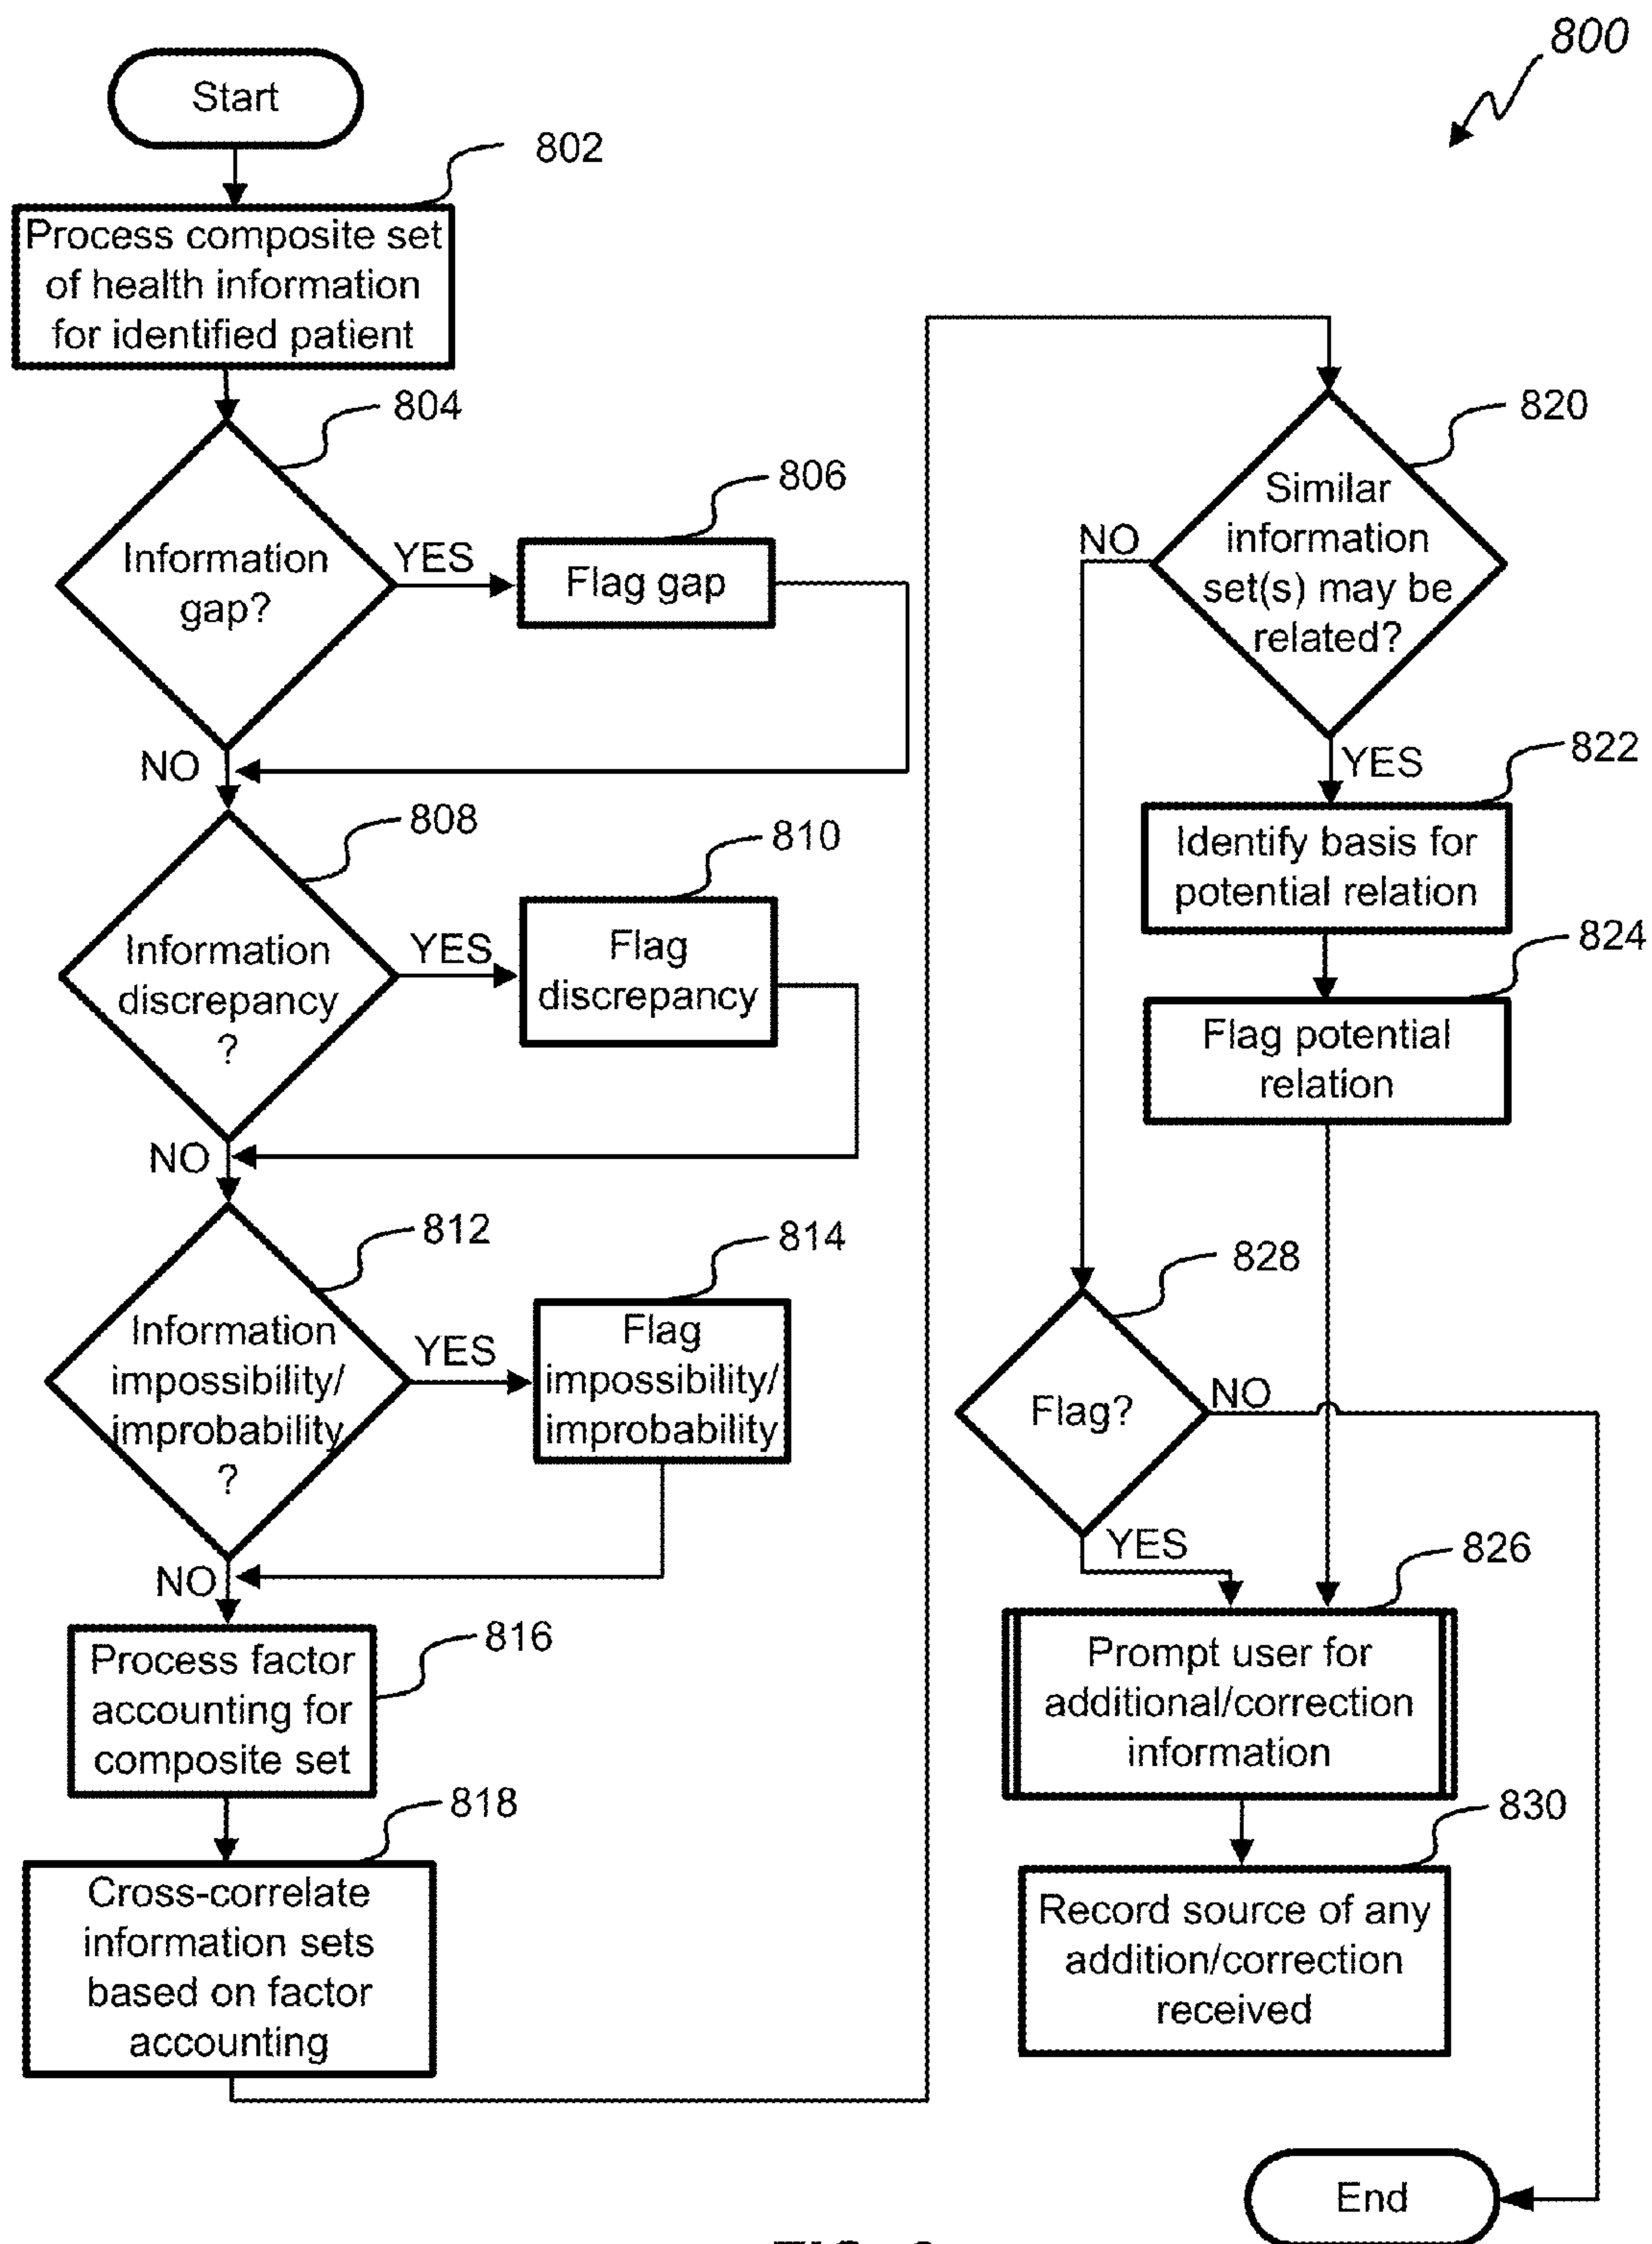 800
Start
802
Process composite set
of health information
for identified patient
804
Information
gap?
YES
806
Flag gap
NO
808
Information
discrepancy
?
YES
810
Flag
discrepancy
NO
812
Information
impossibility/
improbability
?
YES
814
Flag
impossibility/
improbability
NO
816
Process factor
accounting for
composite set
818
Cross-correlate
information sets
based on factor
accounting
820
Similar
information
set(s) may be
related?
NO
YES
822
Identify basis for
potential relation
824
Flag potential
relation
828
Flag?
NO
YES
826
Prompt user for
additional/correction
information
830
Record source of any
addition/correction
received
End